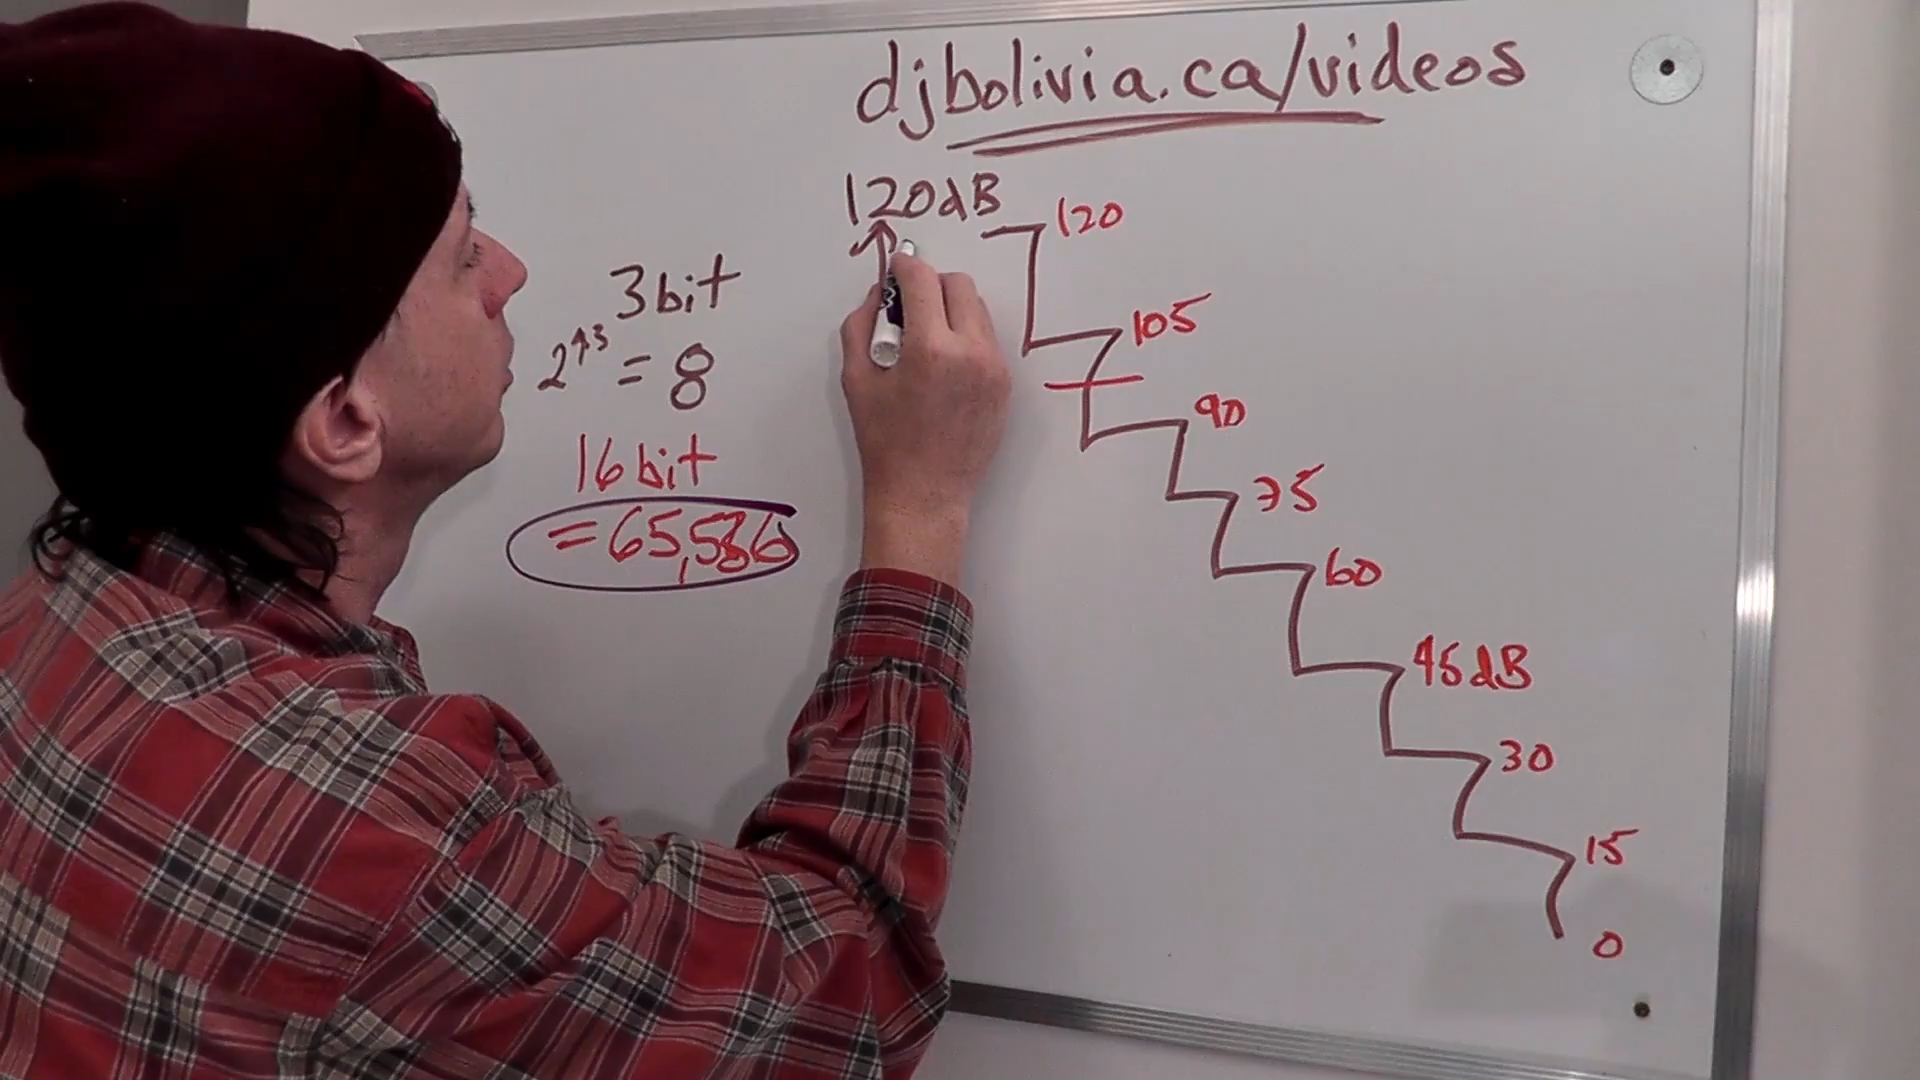 djbolivia.ca/videos
120dB
120
3bit
2^3 = 8
105
90
16bit
= 65,536
75
60
45dB
30
15
0